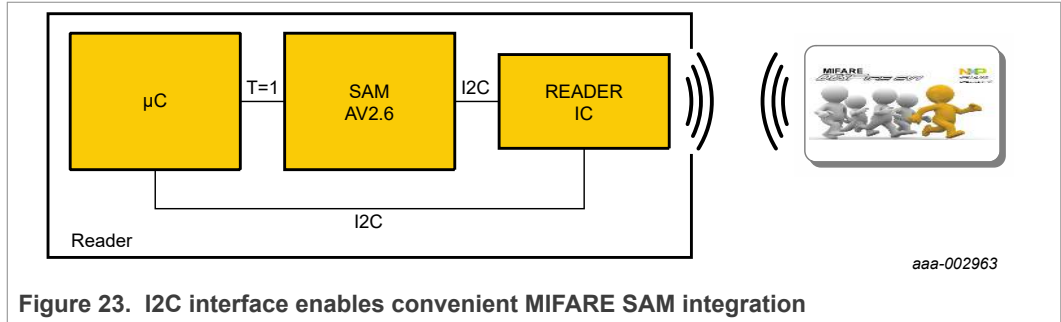 µC
T=1
SAM
AV2.6
I2C
READER
IC
I2C
Reader
MIFARE
NXP
aaa-002963
Figure 23. I2C interface enables convenient MIFARE SAM integration